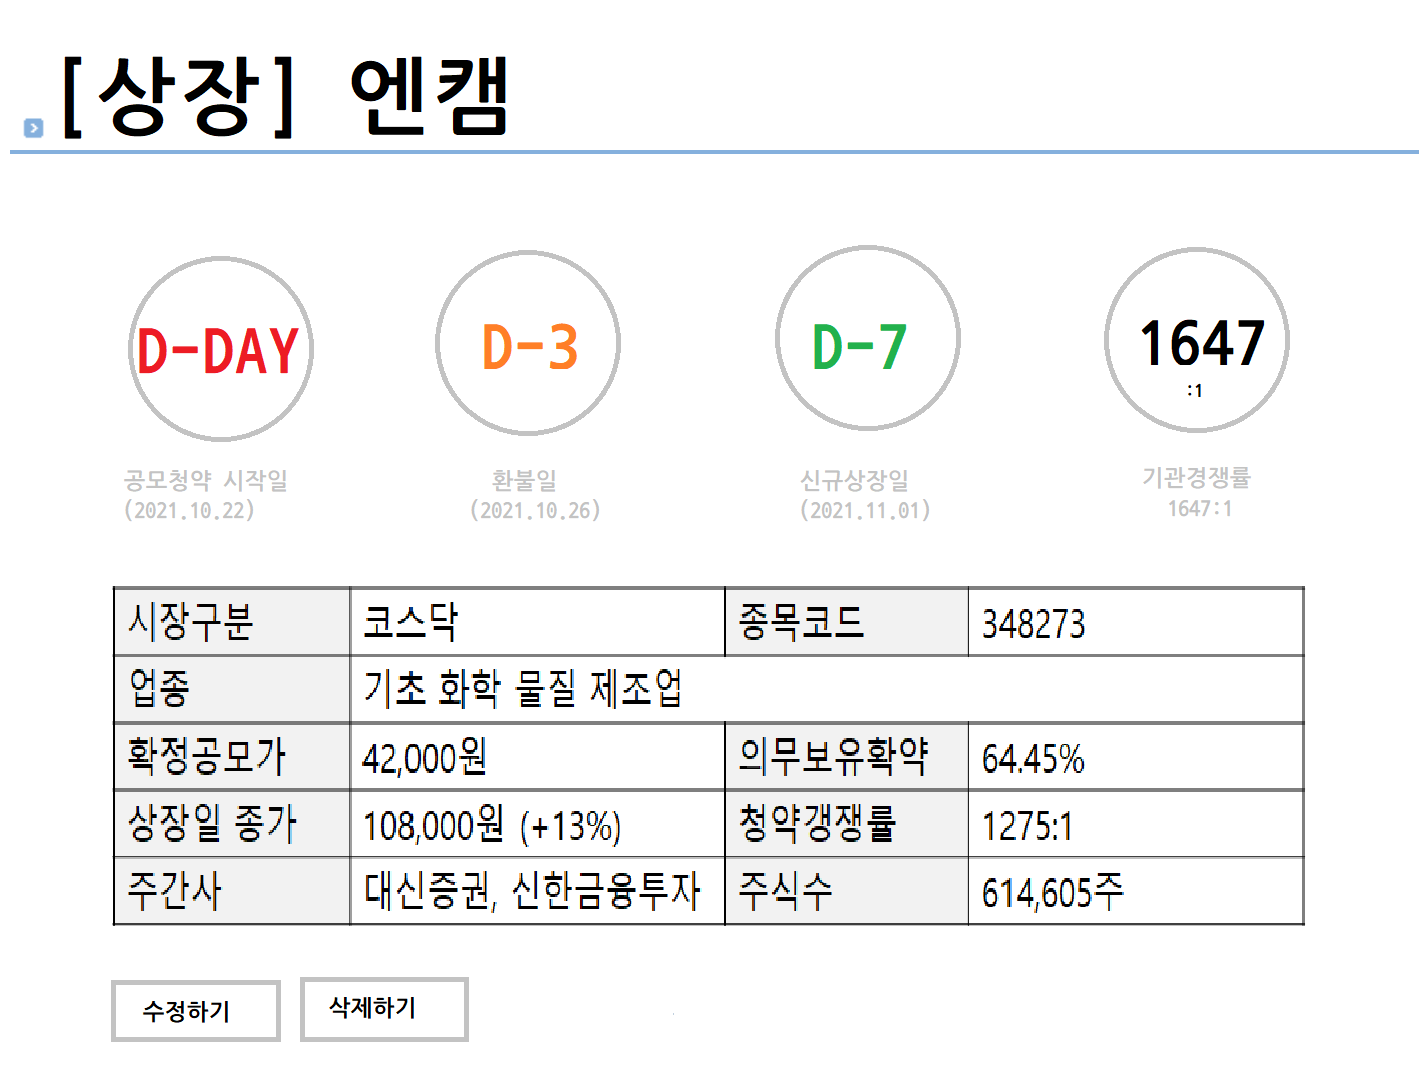 [상장] 엔캠
D-DAY
D-3
D-7
1647
:1
공모청약 시작일
(2021.10.22)
환불일
(2021.10.26)
신규상장일
(2021.11.01)
기관경쟁률
1647:1
시장구분 코스닥 종목코드 348273
업종 기초 화학 물질 제조업
확정공모가 42,000원 의무보유확약 64.45%
상장일 종가 108,000원 (+13%) 청약갱쟁률 1275:1
주간사 대신증권, 신한금융투자 주식수 614,605주
수정하기 삭제하기